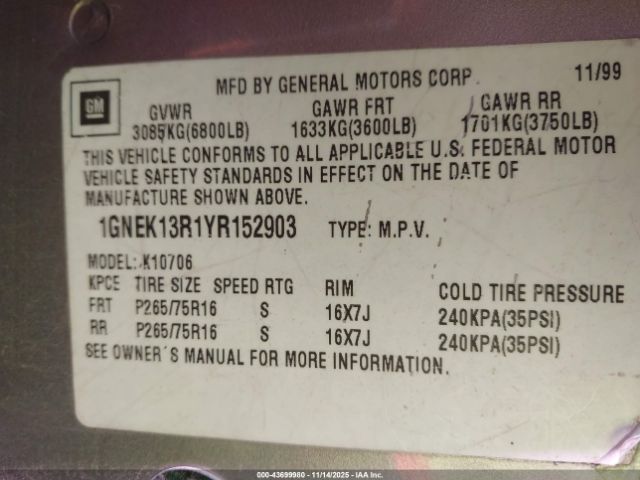 MFD BY GENERAL MOTORS CORP. 11/99
GM
GVWR GAWR FRT GAWR RR
3085KG(6800LB) 1633KG(3600LB) 1701KG(3750LB)
THIS VEHICLE CONFORMS TO ALL APPLICABLE U.S. FEDERAL MOTOR
VEHICLE SAFETY STANDARDS IN EFFECT ON THE DATE OF
MANUFACTURE SHOWN ABOVE.
1GNEK13R1YR152903 TYPE: M.P.V.
MODEL: K10706
KPCE TIRE SIZE SPEED RTG RIM COLD TIRE PRESSURE
FRT P265/75R16 S 16X7J 240KPA(35PSI)
RR P265/75R16 S 16X7J 240KPA(35PSI)
SEE OWNER'S MANUAL FOR MORE INFORMATION.
000-43699980 - 11/14/2025 - IAA Inc.